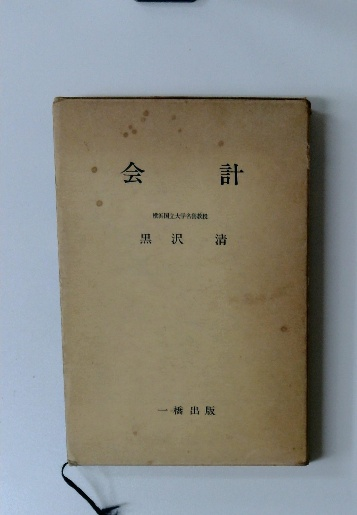 会計
横浜国立大学名誉教授
黒沢清
一橋出版